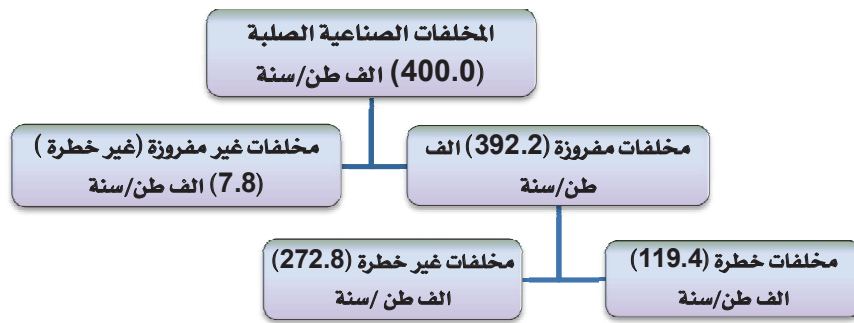 المخلفات الصناعية الصلبة
(400.0) الف طن/سنة
مخلفات مفروزة (392.2) الف
طن/سنة
مخلفات غير مفروزة (غير خطرة )
(7.8) الف طن/سنة
مخلفات خطرة (119.4)
الف طن/سنة
مخلفات غير خطرة (272.8)
الف طن /سنة